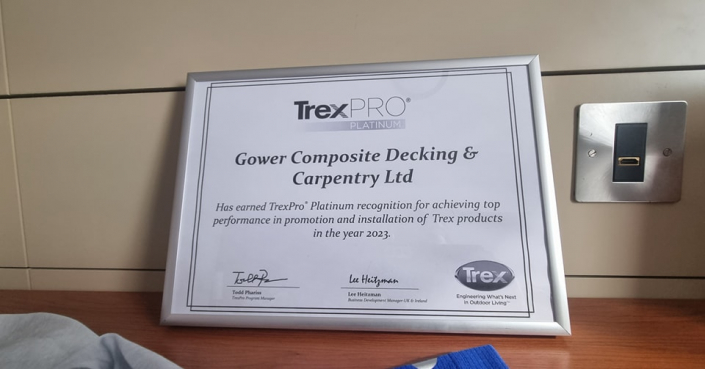 TrexPRO®
PLATINUM
Gower Composite Decking &
Carpentry Ltd
Has earned TrexPro® Platinum recognition for achieving top
performance in promotion and installation of Trex products
in the year 2023.
Lee Heitzman
Todd Pharise
Lee Heitzman
TrexPro Program Manager
Business Development Manager UK & Ireland
Trex®
Engineering What's Next
in Outdoor Living™